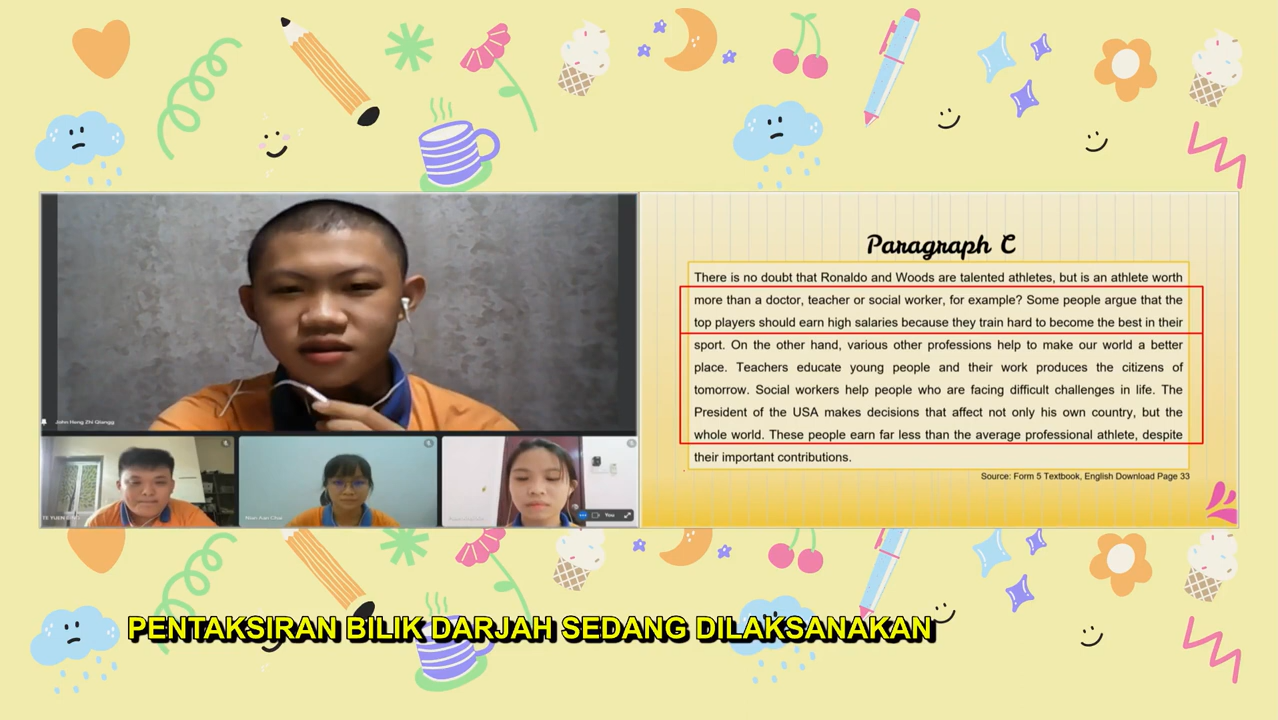 Paragraph C
There is no doubt that Ronaldo and Woods are talented athletes, but is an athlete worth
more than a doctor, teacher or social worker, for example? Some people argue that the
top players should earn high salaries because they train hard to become the best in their
sport. On the other hand, various other professions help to make our world a better
place. Teachers educate young people and their work produces the citizens of
tomorrow. Social workers help people who are facing difficult challenges in life. The
President of the USA makes decisions that affect not only his own country, but the
whole world. These people earn far less than the average professional athlete, despite
their important contributions.
Source: Form 5 Textbook, English Download Page 33
John Hong Zhi
You
PENTAKSIRAN BILIK DARJAH SEDANG DILAKSANAKAN